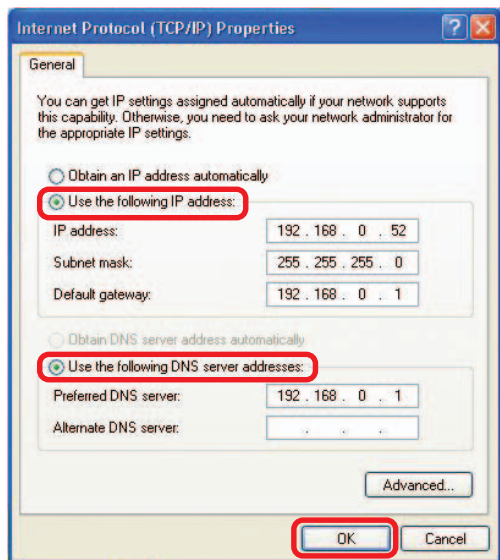 Internet Protocol (TCP/IP) Properties
General
You can get IP settings assigned automatically if your network supports
this capability. Otherwise, you need to ask your network administrator for
the appropriate IP settings.
Obtain an IP address automatically
Use the following IP address:
IP address: 192 . 168 . 0 . 52
Subnet mask: 255 . 255 . 255 . 0
Default gateway: 192 . 168 . 0 . 1
Obtain DNS server address automatically
Use the following DNS server addresses:
Preferred DNS server: 192 . 168 . 0 . 1
Alternate DNS server: . . .
Advanced...
OK Cancel